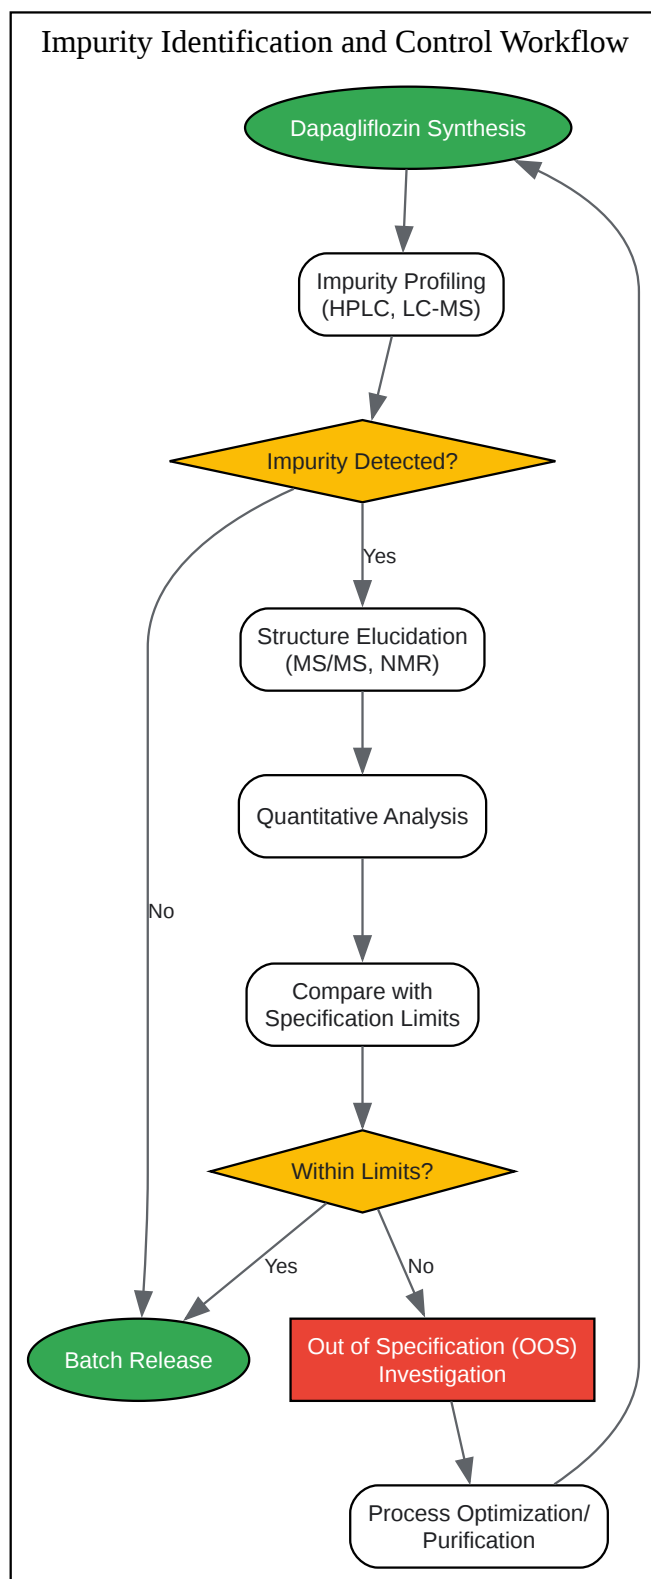 Impurity Identification and Control Workflow
Dapagliflozin Synthesis
Impurity Profiling
(HPLC, LC-MS)
Impurity Detected?
Yes
Structure Elucidation
(MS/MS, NMR)
Quantitative Analysis
No
Compare with
Specification Limits
Within Limits?
Yes
No
Batch Release
Out of Specification (OOS)
Investigation
Process Optimization/
Purification